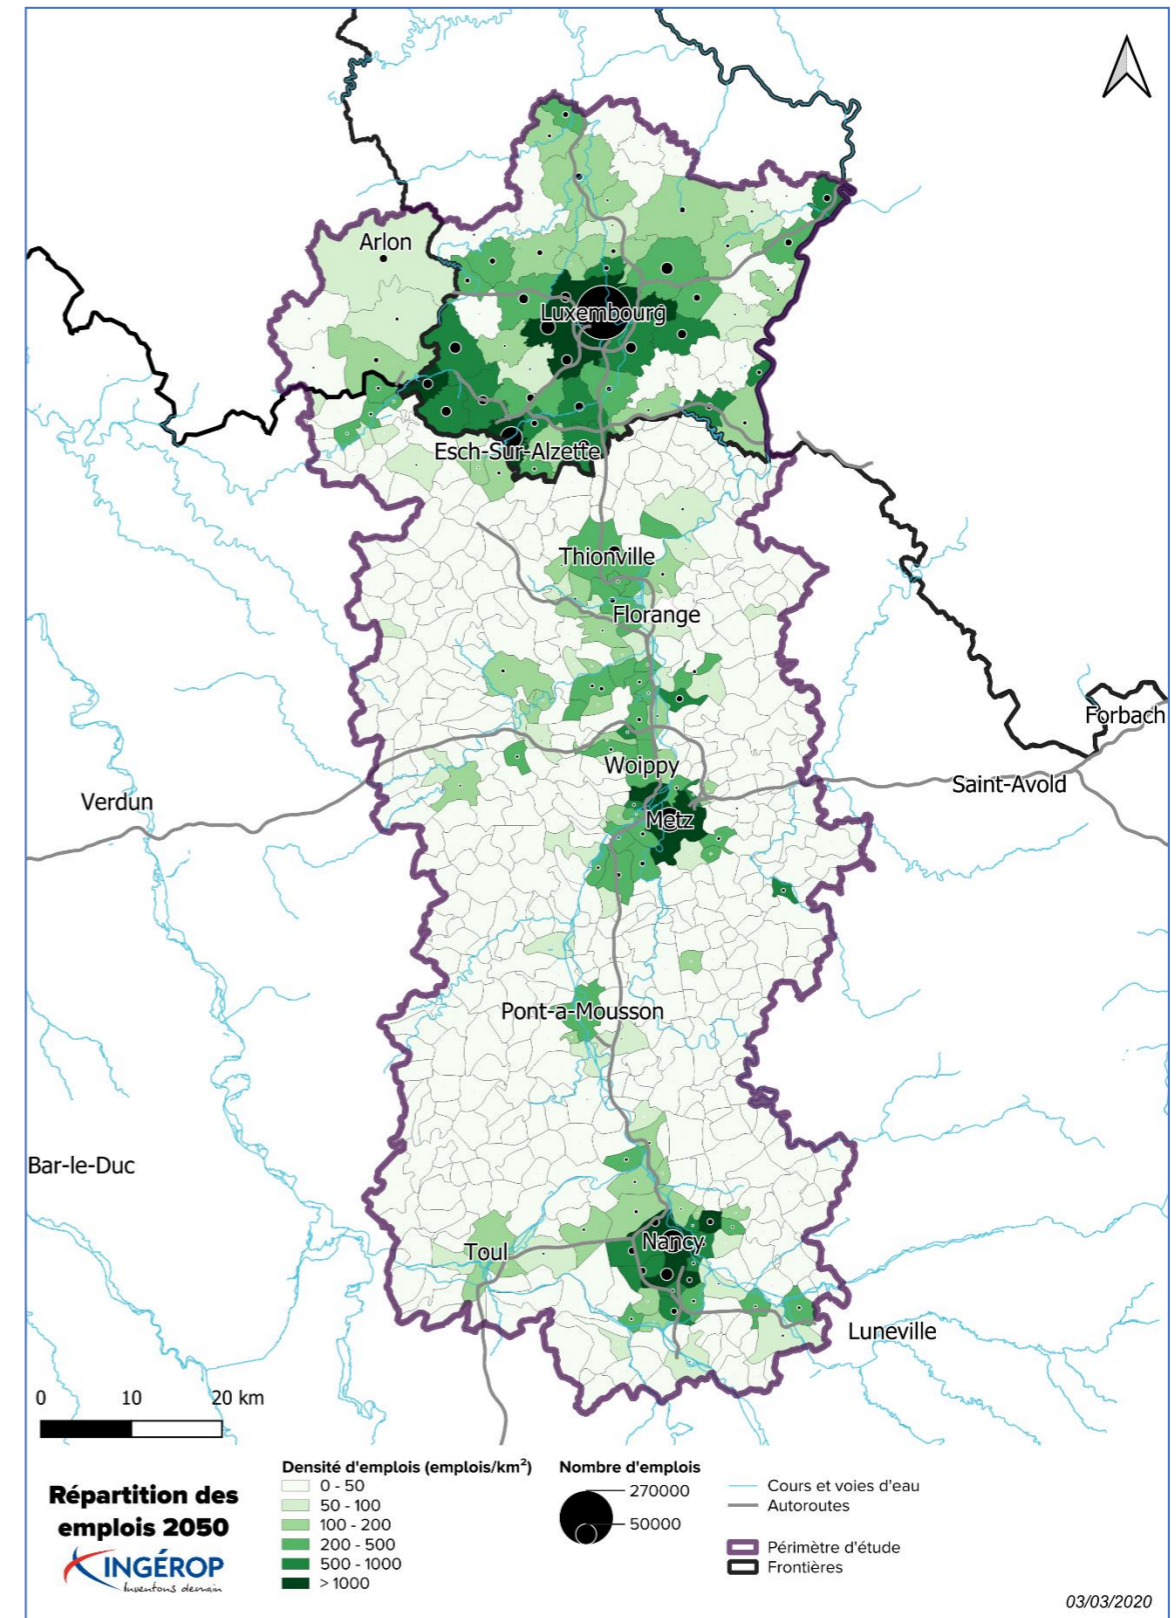 Arlon
Luxembourg
Esch-Sur-Alzette
Thionville
Florange
Forbach
Woippy
Saint-Avold
Verdun
Metz
Pont-a-Mousson
Bar-le-Duc
Toul
Nancy
Luneville
0 10 20 km
Répartition des
emplois 2050
INGÉROP
Inventons demain
Densité d'emplois (emplois/km²)
0 - 50
50 - 100
100 - 200
200 - 500
500 - 1000
> 1000
Nombre d'emplois
270000
50000
Cours et voies d'eau
Autoroutes
Périmètre d'étude
Frontières
03/03/2020